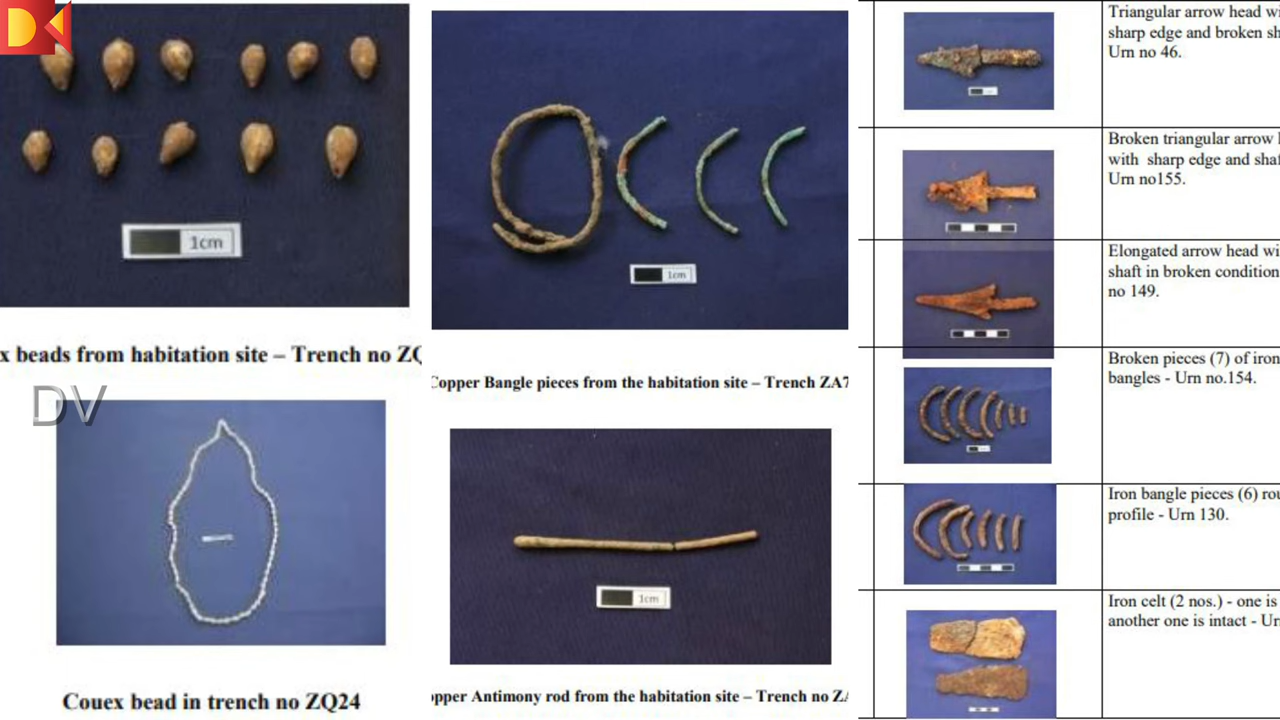 1cm
x beads from habitation site – Trench no ZQ
DV
Couex bead in trench no ZQ24
1cm
Copper Bangle pieces from the habitation site – Trench ZA7
1cm
opper Antimony rod from the habitation site – Trench no
Triangular arrow head wi
sharp edge and broken sh
Urn no 46.
Broken triangular arrow
with sharp edge and shaf
Urn no155.
Elongated arrow head wi
shaft in broken condition
no 149.
Broken pieces (7) of iron
bangles - Urn no.154.
Iron bangle pieces (6) rou
profile - Urn 130.
Iron celt (2 nos.) - one is
another one is intact - Ur